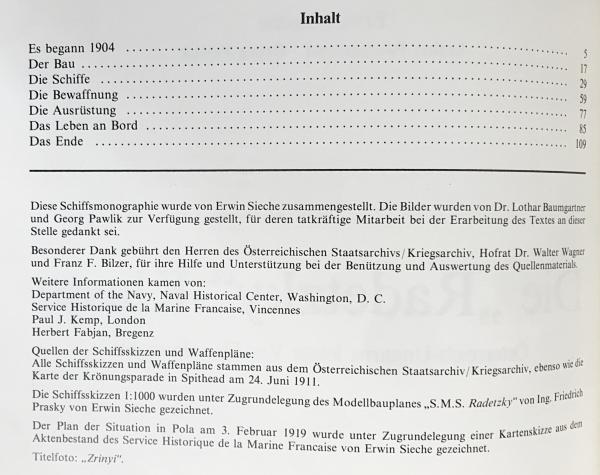 Inhalt
Es begann 1904 5
Der Bau 17
Die Schiffe 29
Die Bewaffnung 59
Die Ausrüstung 77
Das Leben an Bord 85
Das Ende 109
Diese Schiffsmonographie wurde von Erwin Sieche zusammengestellt. Die Bilder wurden von Dr. Lothar Baumgartner
und Georg Pawlik zur Verfügung gestellt, für deren tatkräftige Mitarbeit bei der Erarbeitung des Textes an dieser
Stelle gedankt sei.
Besonderer Dank gebührt den Herren des Österreichischen Staatsarchivs/Kriegsarchiv, Hofrat Dr. Walter Wagner
und Franz F. Bilzer, für ihre Hilfe und Unterstützung bei der Benützung und Auswertung des Quellenmaterials.
Weitere Informationen kamen von:
Department of the Navy, Naval Historical Center, Washington, D. C.
Service Historique de la Marine Francaise, Vincennes
Paul J. Kemp, London
Herbert Fabjan, Bregenz
Quellen der Schiffsskizzen und Waffenpläne:
Alle Schiffsskizzen und Waffenpläne stammen aus dem Österreichischen Staatsarchiv/Kriegsarchiv, ebenso wie die
Karte der Krönungsparade in Spithead am 24. Juni 1911.
Die Schiffsskizzen 1:1000 wurden unter Zugrundelegung des Modellbauplanes „S.M.S. Radetzky" von Ing. Friedrich
Prasky von Erwin Sieche gezeichnet.
Der Plan der Situation in Pola am 3. Februar 1919 wurde unter Zugrundelegung einer Kartenskizze aus dem
Aktenbestand des Service Historique de la Marine Francaise von Erwin Sieche gezeichnet.
Titelfoto: „Zrinyi".